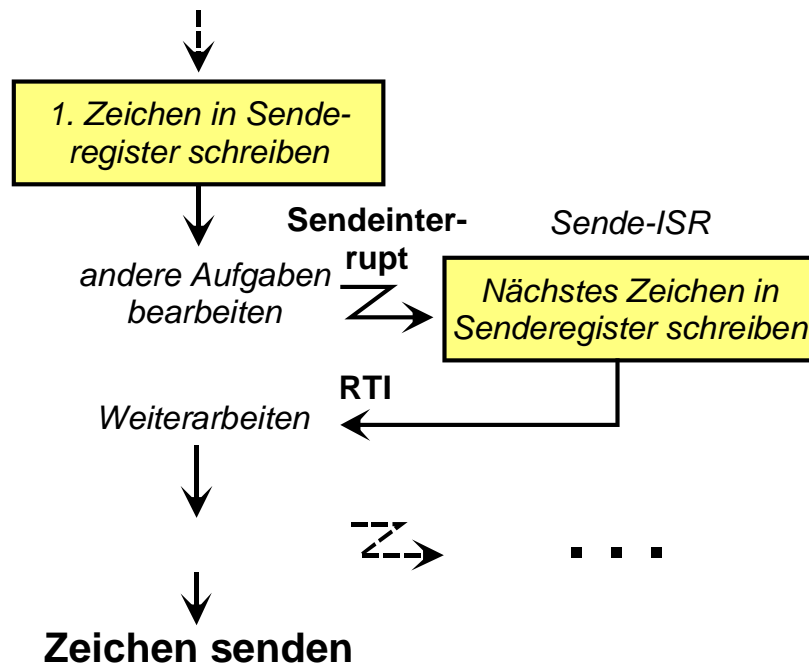 1. Zeichen in Sende-
register schreiben
Sendeinter-
rupt
Sende-ISR
andere Aufgaben
bearbeiten
Nächstes Zeichen in
Senderegister schreiben
RTI
Weiterarbeiten
. . .
Zeichen senden